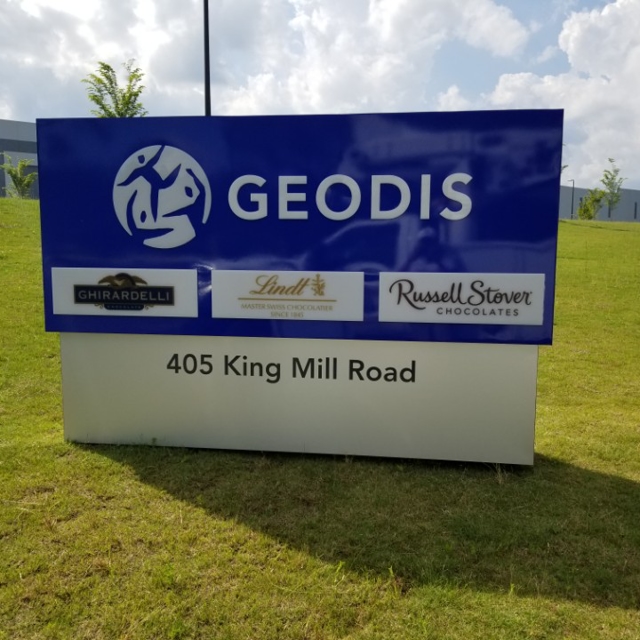 GEODIS
GHIRARDELLI
Lindt
MASTER SWISS CHOCOLATIER
SINCE 1845
Russell Stover
CHOCOLATES
405 King Mill Road